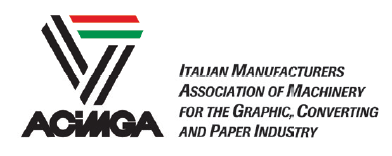 ACIMGA
ITALIAN MANUFACTURERS
ASSOCIATION OF MACHINERY
FOR THE GRAPHIC, CONVERTING
AND PAPER INDUSTRY